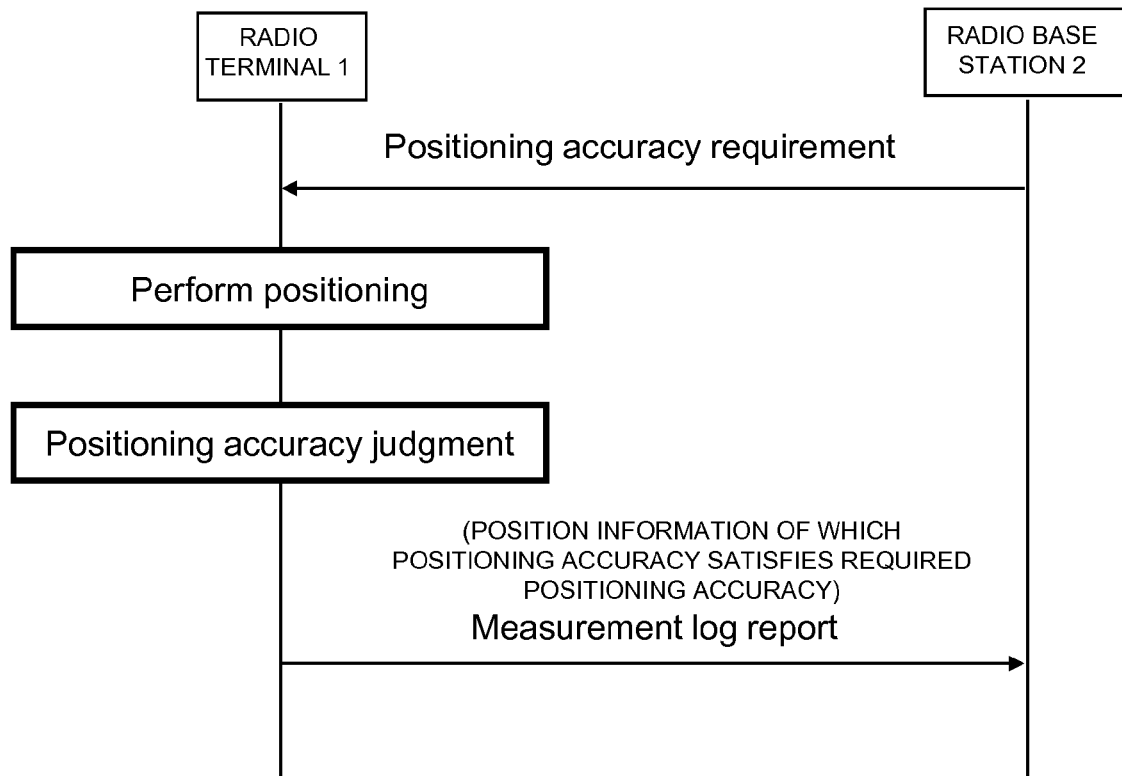 RADIO
TERMINAL 1
RADIO BASE
STATION 2
Positioning accuracy requirement
Perform positioning
Positioning accuracy judgment
(POSITION INFORMATION OF WHICH
POSITIONING ACCURACY SATISFIES REQUIRED
POSITIONING ACCURACY)
Measurement log report